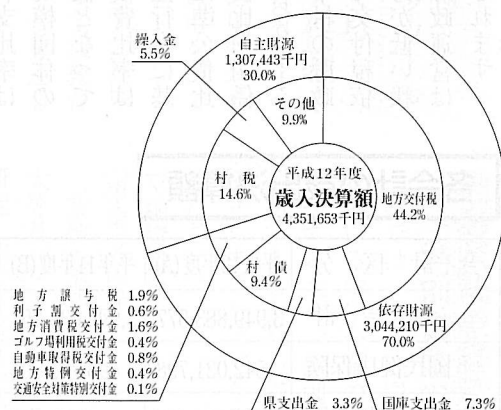 繰入金
5.5%
自主財源
1,307,443千円
30.0%
その他
9.9%
村税
14.6%
平成12年度
歳入決算額
4,351,653千円
地方交付税
44.2%
村債
9.4%
依存財源
3,044,210千円
70.0%
地方譲与税 1.9%
利子割交付金 0.6%
地方消費税交付金 1.6%
ゴルフ場利用税交付金 0.4%
自動車取得税交付金 0.8%
地方特例交付金 0.4%
交通安全対策特別交付金 0.1%
県支出金 3.3%
国庫支出金 7.3%